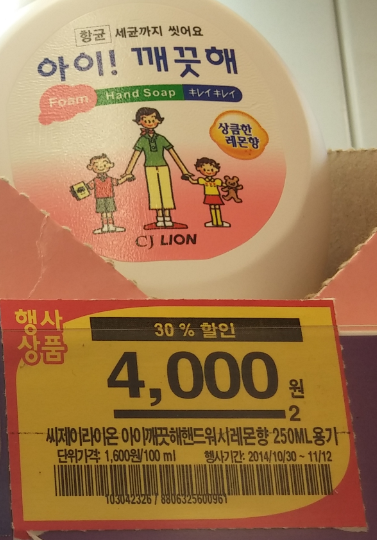 항균 세균까지 씻어요
아이! 깨끗해
Foam Hand Soap キレイキレイ
상큼한
레몬향
CJ LION
행사
상품
30 % 할인
4,000 원
2
씨제이라이온 아이깨끗해핸드워시레몬향 250ML용기
단위가격: 1,600원/100 ml 행사기간: 2014/10/30 ~ 11/12
103042326 / 8806325600961